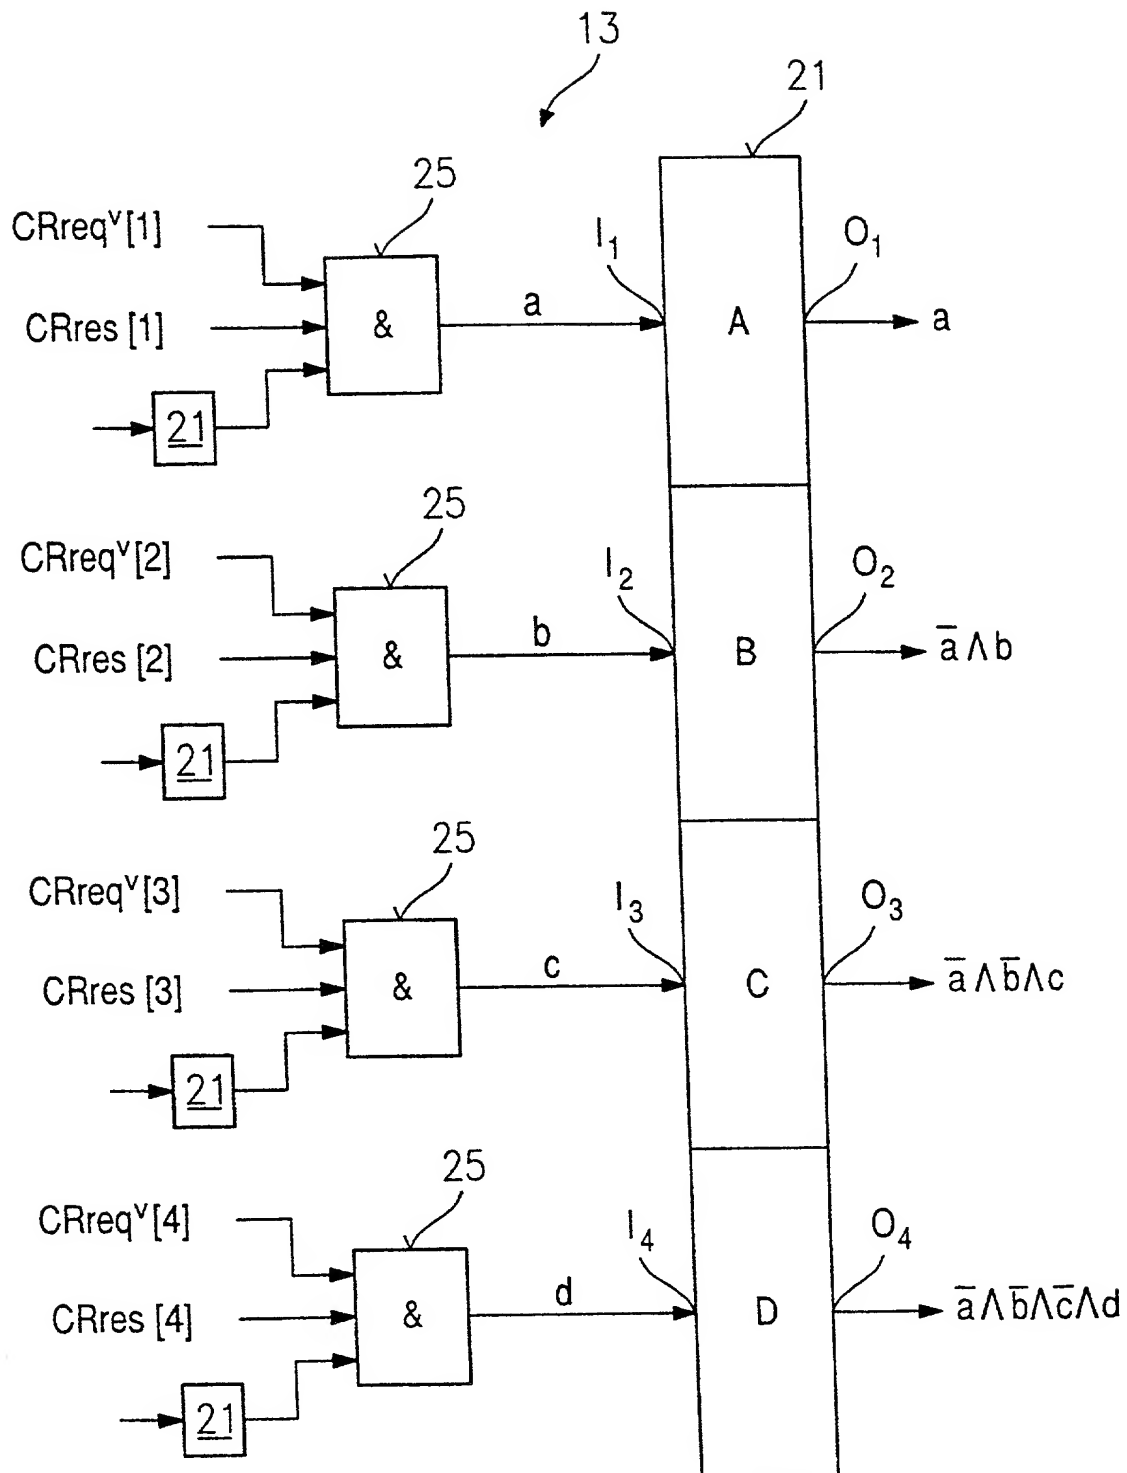 13
21
25
CRreqᵛ[1]
I₁
O₁
CRres [1]
&
a
A
a
21
25
CRreqᵛ[2]
I₂
O₂
CRres [2]
&
b
B
a̅ Λ b
21
25
CRreqᵛ[3]
I₃
O₃
CRres [3]
&
c
C
a̅ Λ b̅ Λ c
21
25
CRreqᵛ[4]
I₄
O₄
CRres [4]
&
d
D
a̅ Λ b̅ Λ c̅ Λ d
21